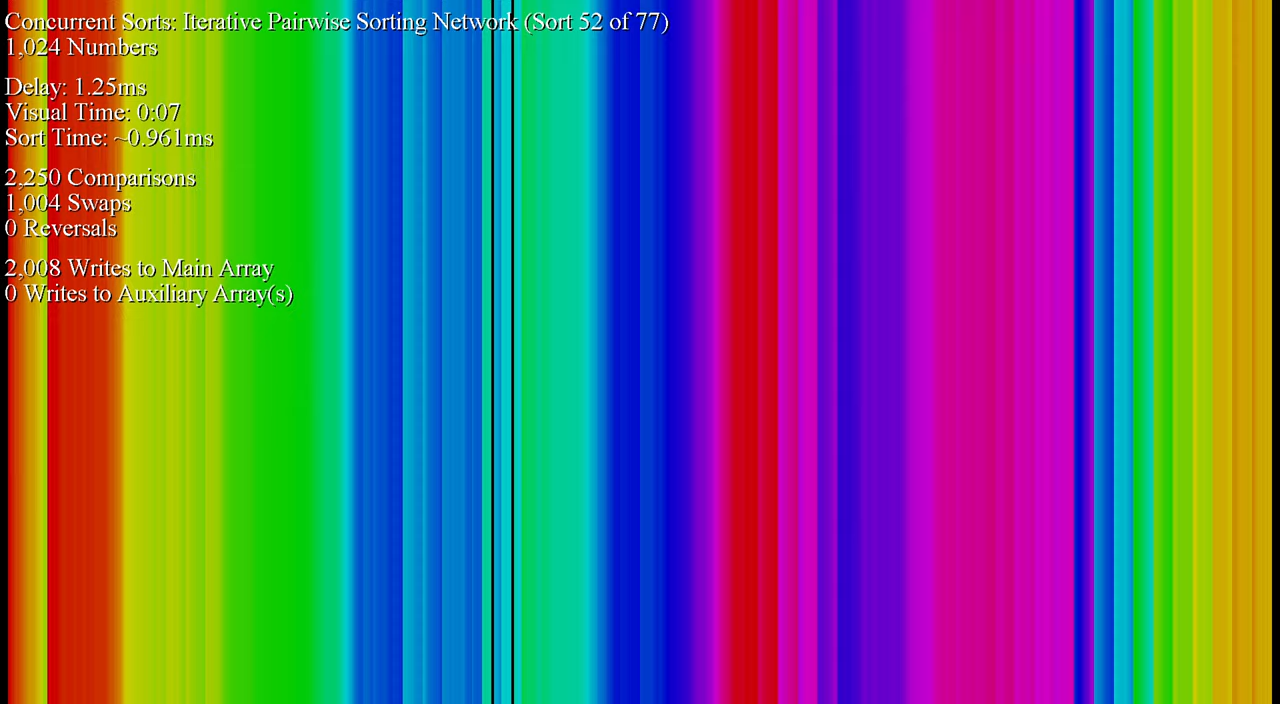 Concurrent Sorts: Iterative Pairwise Sorting Network (Sort 52 of 77)
1,024 Numbers
Delay: 1.25ms
Visual Time: 0:07
Sort Time: ~0.961ms
2,250 Comparisons
1,004 Swaps
0 Reversals
2,008 Writes to Main Array
0 Writes to Auxiliary Array(s)